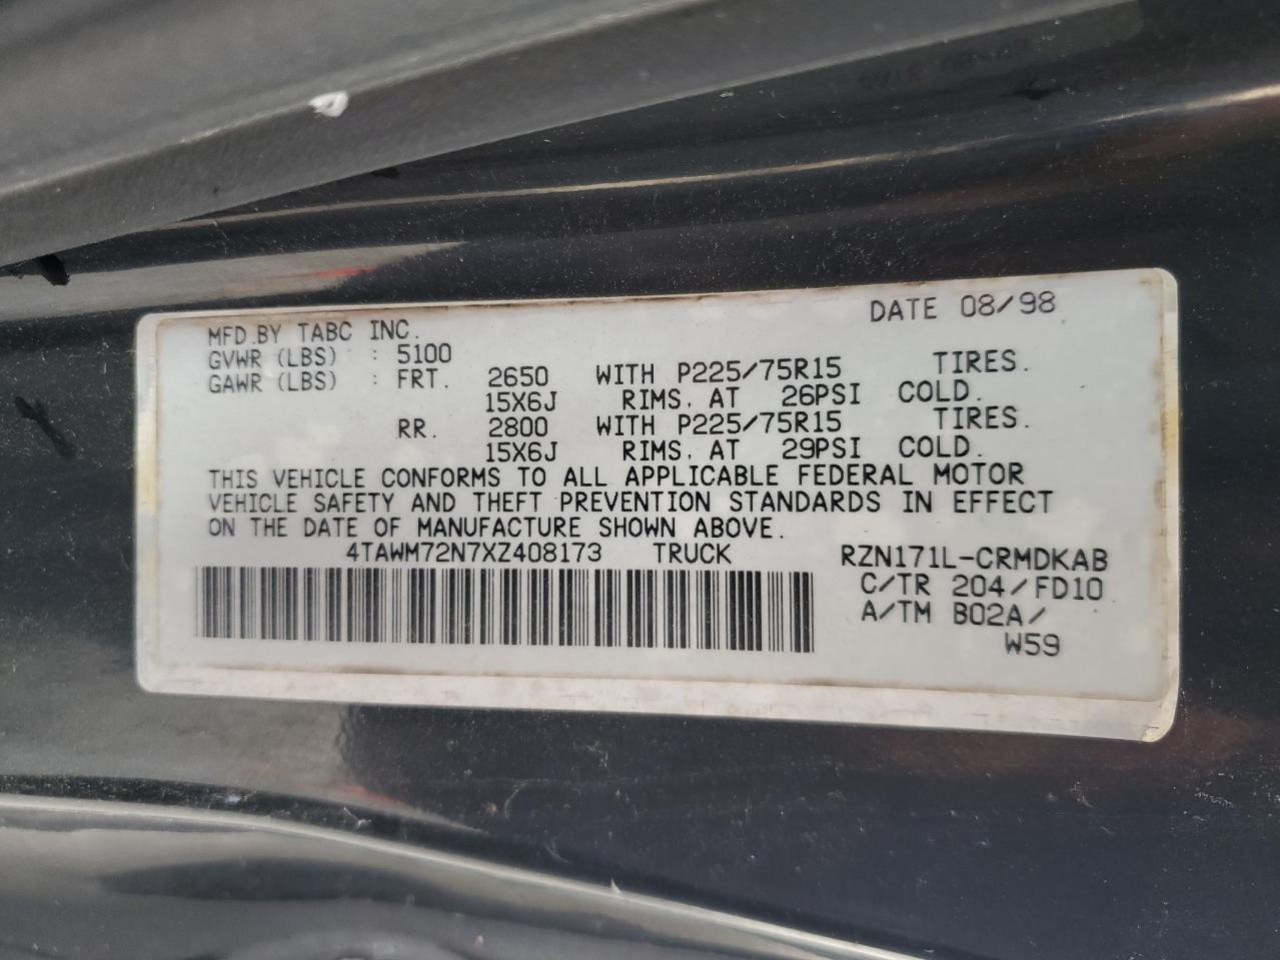 DATE 08/98
MFD.BY TABC INC.
GVWR (LBS) : 5100
GAWR (LBS) : FRT. 2650 WITH P225/75R15 TIRES.
15X6J RIMS. AT 26PSI COLD.
RR. 2800 WITH P225/75R15 TIRES.
15X6J RIMS. AT 29PSI COLD.
THIS VEHICLE CONFORMS TO ALL APPLICABLE FEDERAL MOTOR
VEHICLE SAFETY AND THEFT PREVENTION STANDARDS IN EFFECT
ON THE DATE OF MANUFACTURE SHOWN ABOVE.
4TAWM72N7XZ408173 TRUCK RZN171L-CRMDKAB
C/TR 204/FD10
A/TM B02A/
W59